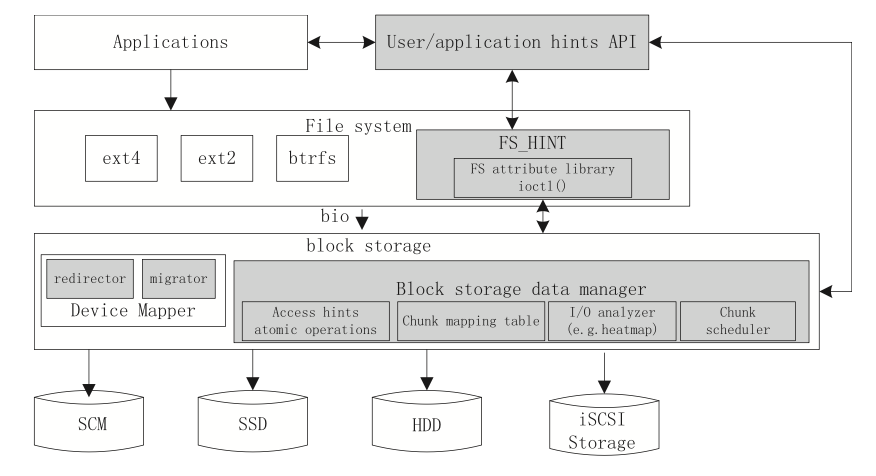 Applications
User/application hints API
File system
ext4
ext2
btrfs
FS_HINT
FS attribute library
ioctl()
bio
block storage
redirector
migrator
Device Mapper
Block storage data manager
Access hints
atomic operations
Chunk mapping table
I/O analyzer
(e.g.heatmap)
Chunk
scheduler
SCM
SSD
HDD
iSCSI
Storage